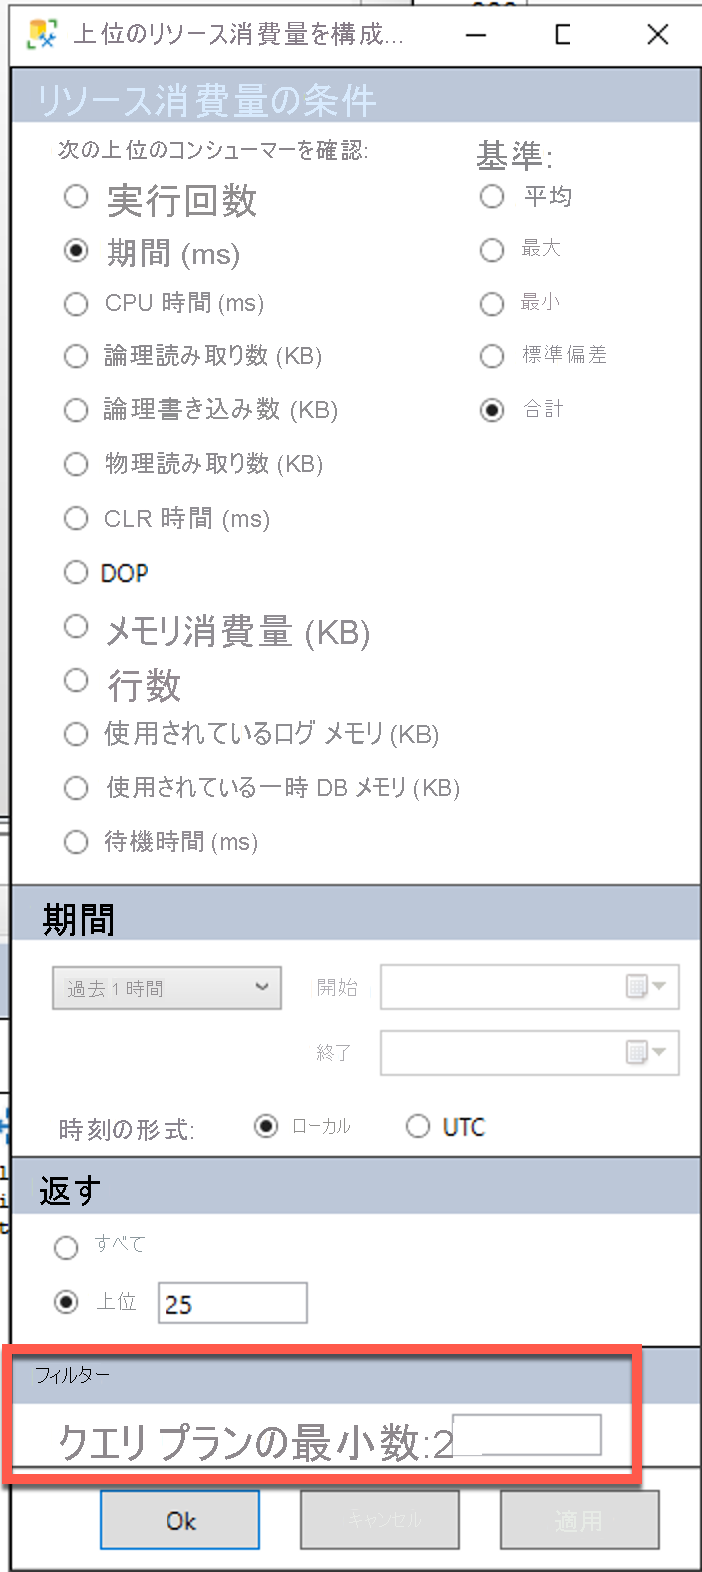 上位のリソース消費量を構成...
リソース消費量の条件
次の上位のコンシューマーを確認:
実行回数
期間 (ms)
CPU 時間 (ms)
論理読み取り数 (KB)
論理書き込み数 (KB)
物理読み取り数 (KB)
CLR 時間 (ms)
DOP
メモリ消費量 (KB)
行数
使用されているログ メモリ (KB)
使用されている一時 DB メモリ (KB)
待機時間 (ms)
基準:
平均
最大
最小
標準偏差
合計
期間
過去 1 時間
開始
終了
時刻の形式:
ローカル
UTC
返す
すべて
上位 25
フィルター
クエリ プランの最小数:2
Ok
キャンセル
適用